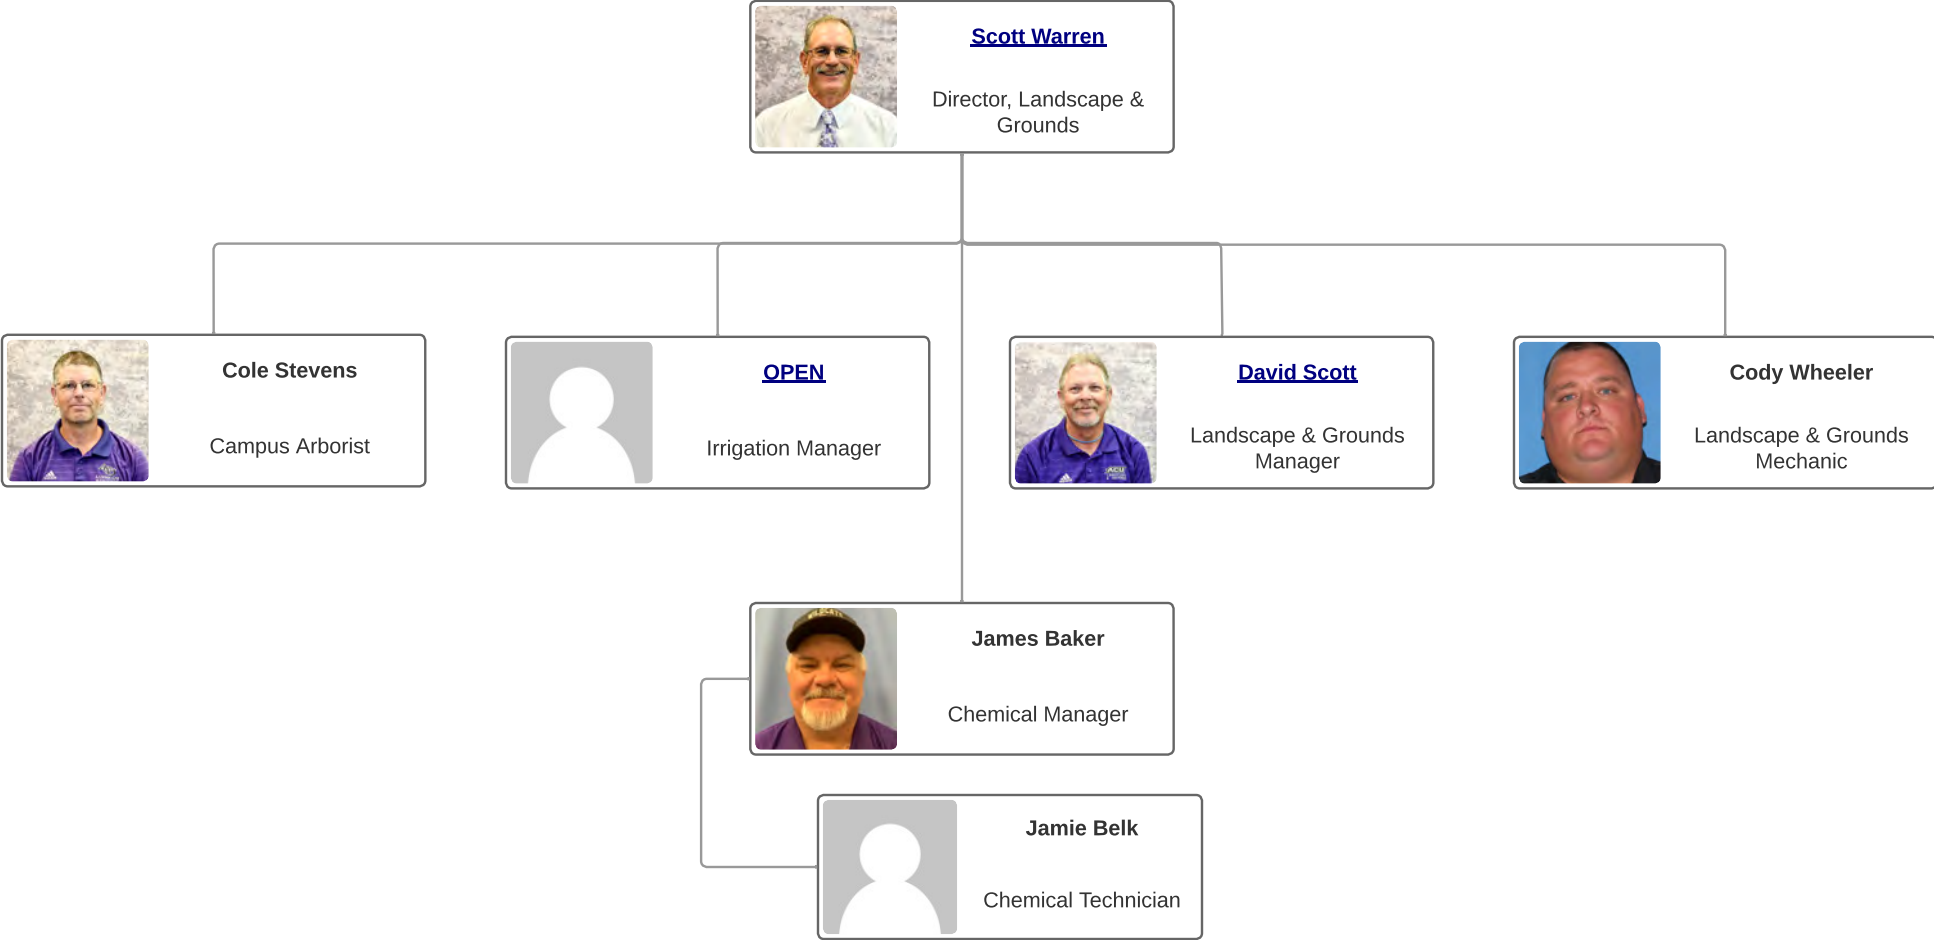 Scott Warren
Director, Landscape &
Grounds
Cole Stevens
Campus Arborist
OPEN
Irrigation Manager
David Scott
Landscape & Grounds
Manager
Cody Wheeler
Landscape & Grounds
Mechanic
James Baker
Chemical Manager
Jamie Belk
Chemical Technician